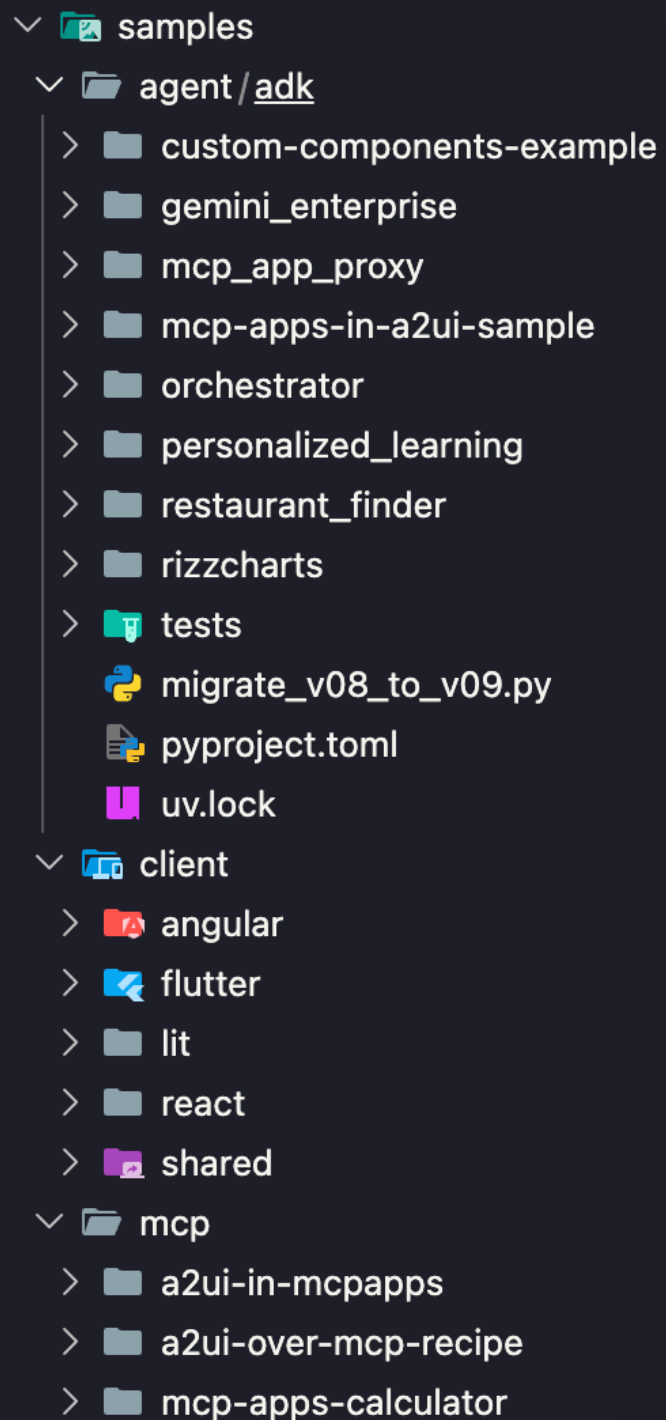 samples
agent/adk
custom-components-example
gemini_enterprise
mcp_app_proxy
mcp-apps-in-a2ui-sample
orchestrator
personalized_learning
restaurant_finder
rizzcharts
tests
migrate_v08_to_v09.py
pyproject.toml
uv.lock
client
angular
flutter
lit
react
shared
mcp
a2ui-in-mcpapps
a2ui-over-mcp-recipe
mcp-apps-calculator